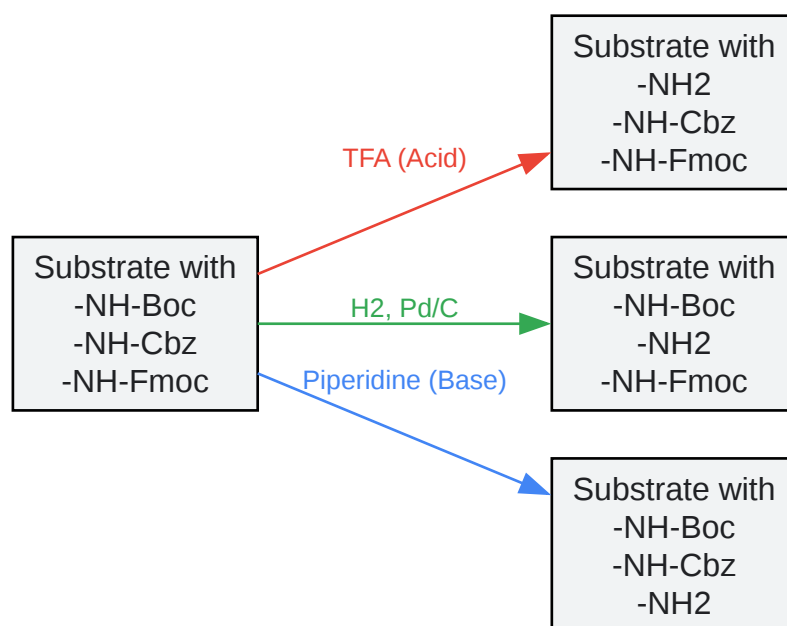 Substrate with
-NH2
-NH-Cbz
-NH-Fmoc
TFA (Acid)
Substrate with
-NH-Boc
-NH-Cbz
-NH-Fmoc
H2, Pd/C
Substrate with
-NH-Boc
-NH2
-NH-Fmoc
Piperidine (Base)
Substrate with
-NH-Boc
-NH-Cbz
-NH2